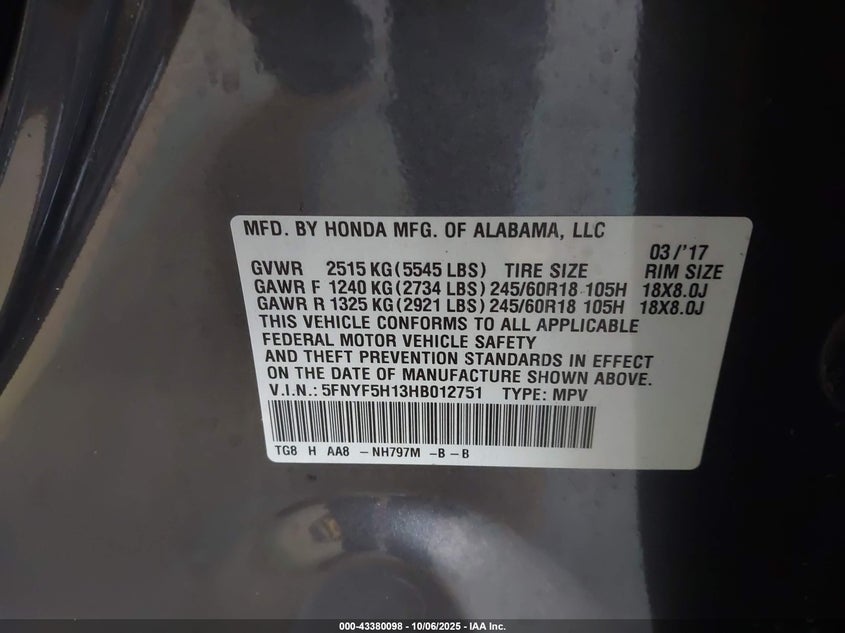 MFD. BY HONDA MFG. OF ALABAMA, LLC
03/'17
GVWR 2515 KG(5545 LBS) TIRE SIZE RIM SIZE
GAWR F 1240 KG(2734 LBS) 245/60R18 105H 18X8.0J
GAWR R 1325 KG(2921 LBS) 245/60R18 105H 18X8.0J
THIS VEHICLE CONFORMS TO ALL APPLICABLE
FEDERAL MOTOR VEHICLE SAFETY
AND THEFT PREVENTION STANDARDS IN EFFECT
ON THE DATE OF MANUFACTURE SHOWN ABOVE.
V.I.N.: 5FNYF5H13HB012751 TYPE: MPV
TG8 H AA8 -NH797M -B-B
000-43380098 - 10/06/2025 - IAA Inc.